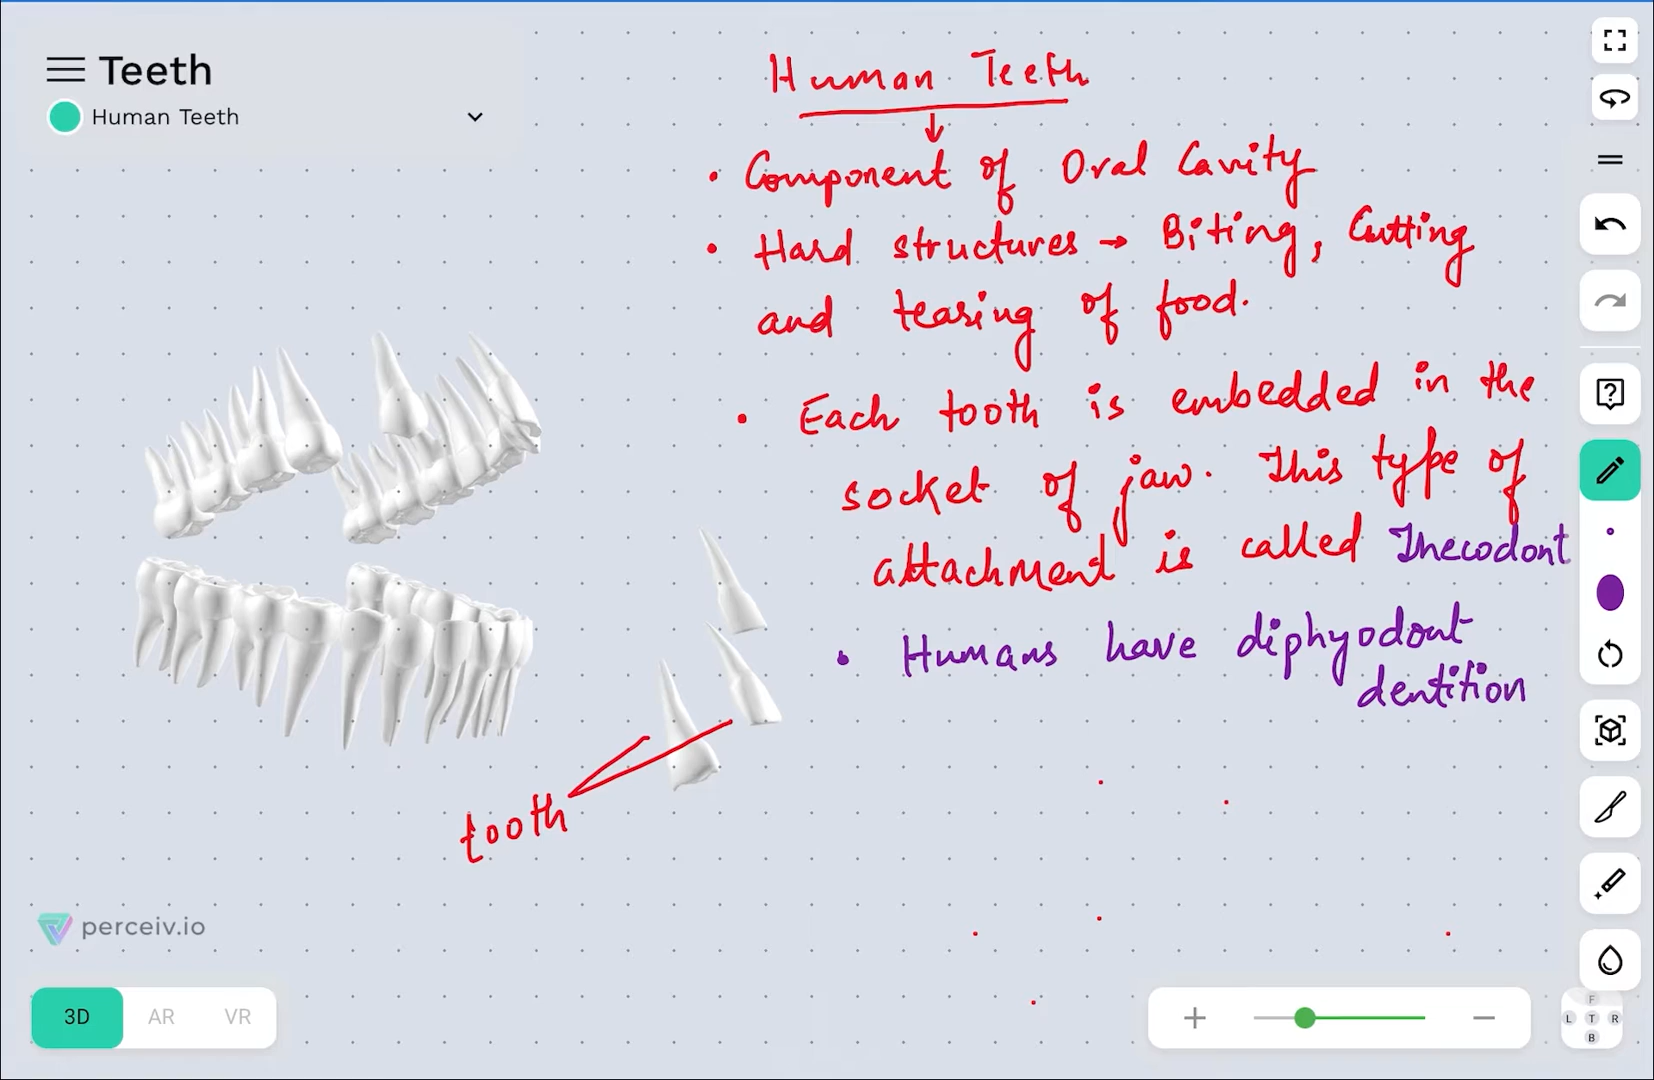 Teeth
Human Teeth
Human Teeth
• Component of Oral Cavity
• Hard structures → Biting, Cutting
and tearing of food.
• Each tooth is embedded in the
socket of jaw. This type of
attachment is called Thecodont
• Humans have diphyodont
dentition
tooth
perceiv.io
3D AR VR
F
L T R
B